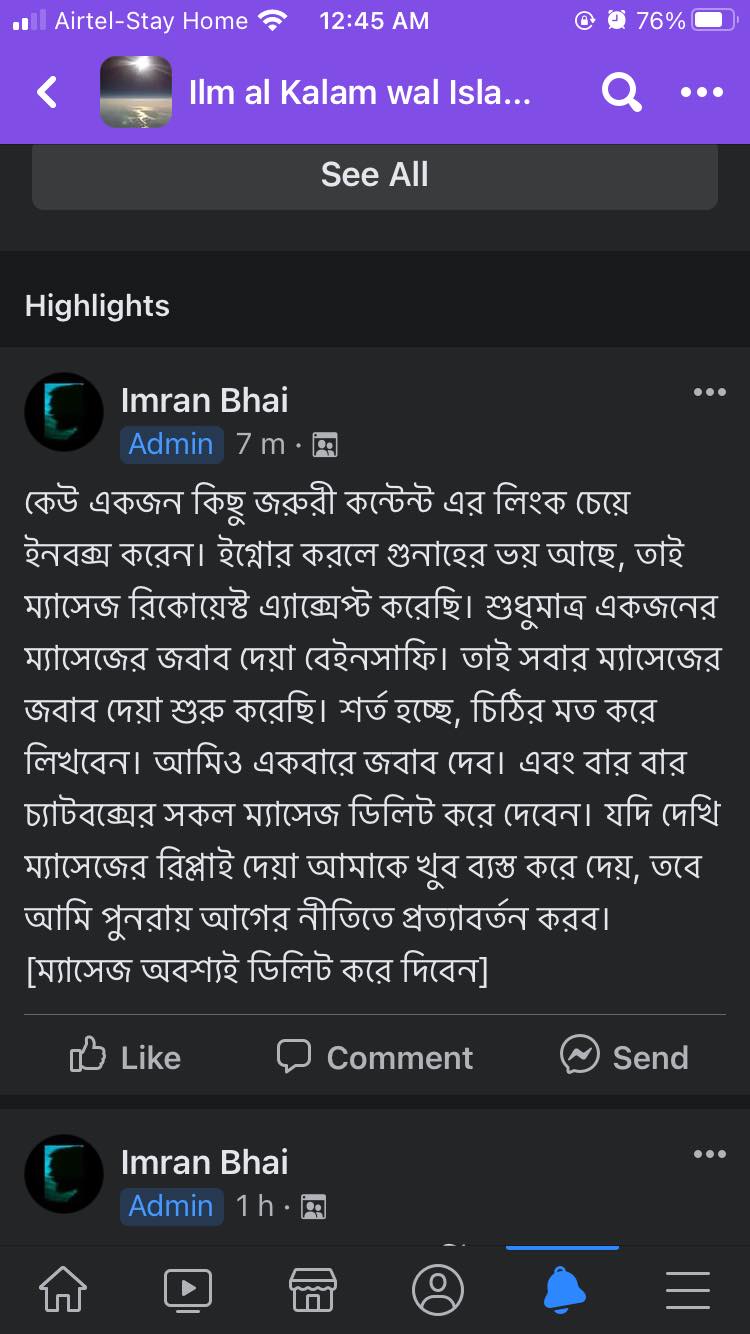 Airtel-Stay Home 12:45 AM 76%
Ilm al Kalam wal Isla...
See All
Highlights
Imran Bhai
Admin 7 m ·
কেউ একজন কিছু জরুরী কন্টেন্ট এর লিংক চেয়ে
ইনবক্স করেন। ইগ্নোর করলে গুনাহের ভয় আছে, তাই
ম্যাসেজ রিকোয়েস্ট এ্যাক্সেপ্ট করেছি। শুধুমাত্র একজনের
ম্যাসেজের জবাব দেয়া বেইনসাফি। তাই সবার ম্যাসেজের
জবাব দেয়া শুরু করেছি। শর্ত হচ্ছে, চিঠির মত করে
লিখবেন। আমিও একবারে জবাব দেব। এবং বার বার
চ্যাটবক্সের সকল ম্যাসেজ ডিলিট করে দেবেন। যদি দেখি
ম্যাসেজের রিপ্লাই দেয়া আমাকে খুব ব্যস্ত করে দেয়, তবে
আমি পুনরায় আগের নীতিতে প্রত্যাবর্তন করব।
[ম্যাসেজ অবশ্যই ডিলিট করে দিবেন]
Like Comment Send
Imran Bhai
Admin 1 h ·